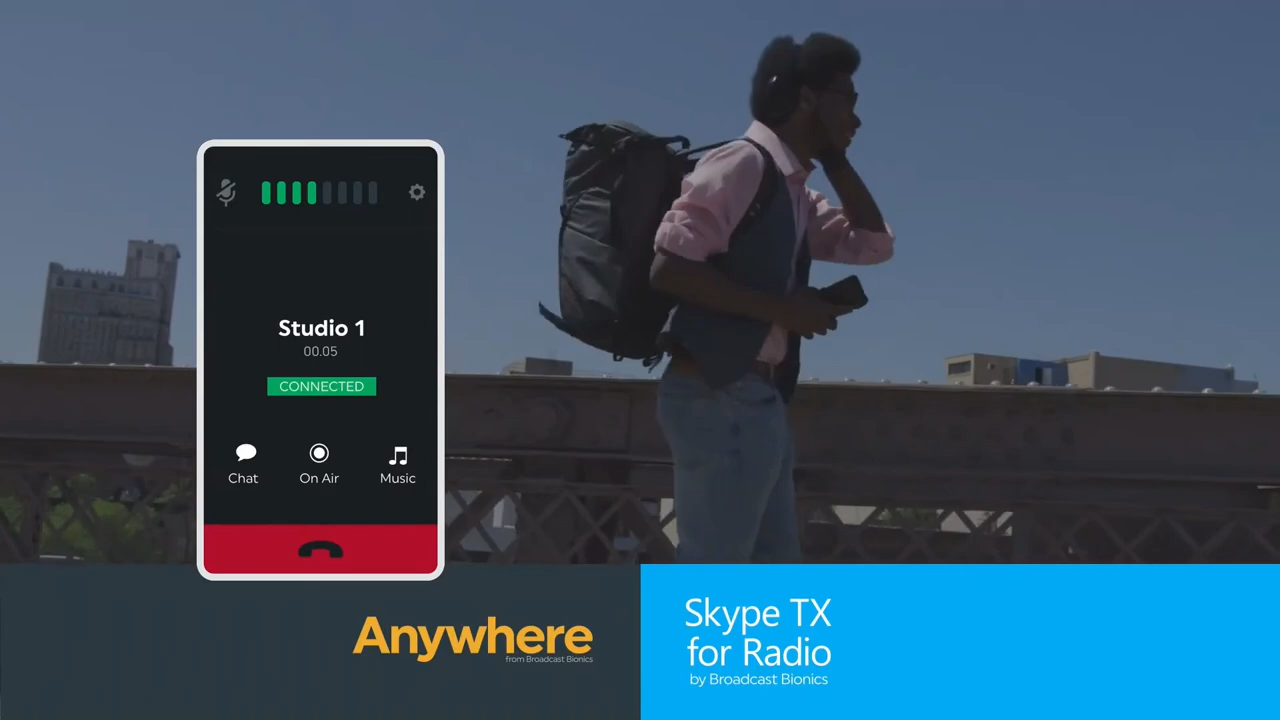 Studio 1
00.05
CONNECTED
Chat
On Air
Music
Anywhere
from Broadcast Bionics
Skype TX
for Radio
by Broadcast Bionics